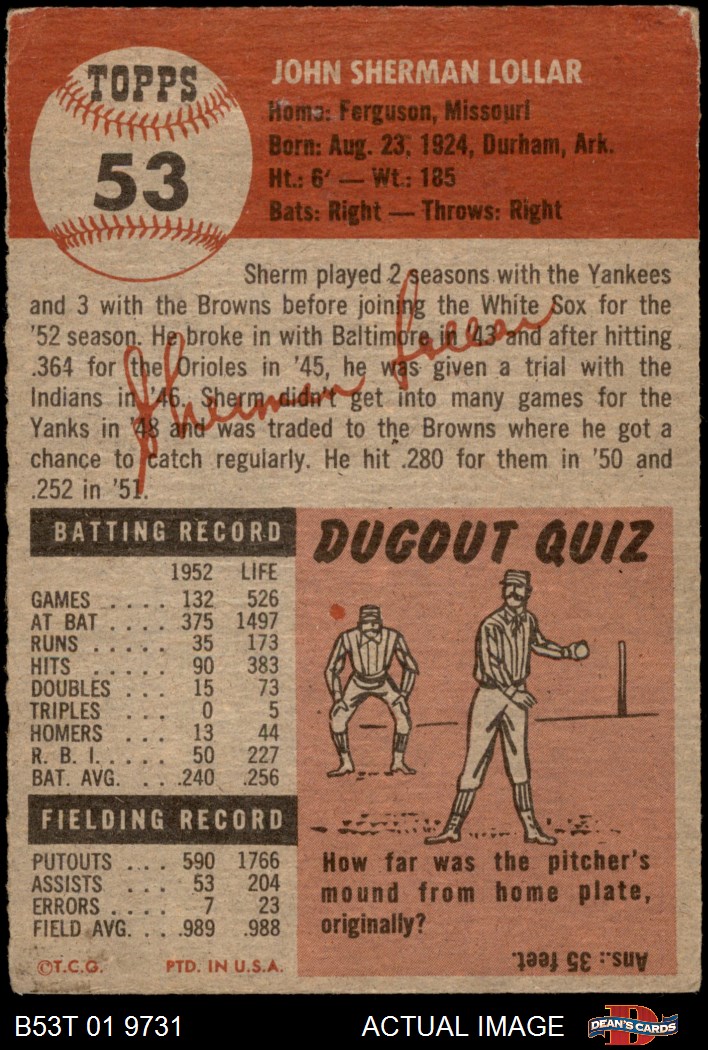 TOPPS
53
JOHN SHERMAN LOLLAR
Home: Ferguson, Missouri
Born: Aug. 23, 1924, Durham, Ark.
Ht.: 6' — Wt.: 185
Bats: Right — Throws: Right
Sherm played 2 seasons with the Yankees
and 3 with the Browns before joining the White Sox for the
'52 season. He broke in with Baltimore in '43 and after hitting
.364 for the Orioles in '45, he was given a trial with the
Indians in '46. Sherm didn't get into many games for the
Yanks in '48 and was traded to the Browns where he got a
chance to catch regularly. He hit .280 for them in '50 and
.252 in '51.
Sherman Lollar
BATTING RECORD
1952 LIFE
GAMES .... 132 526
AT BAT .... 375 1497
RUNS ..... 35 173
HITS ..... 90 383
DOUBLES ... 15 73
TRIPLES ... 0 5
HOMERS ... 13 44
R. B. I. .... 50 227
BAT. AVG. ... .240 .256
FIELDING RECORD
PUTOUTS ... 590 1766
ASSISTS .... 53 204
ERRORS .... 7 23
FIELD AVG. ... .989 .988
©T.C.G. PTD. IN U.S.A.
DUGOUT QUIZ
How far was the pitcher's
mound from home plate,
originally?
Ans.: 35 feet.
B53T 01 9731 ACTUAL IMAGE
D
DEAN'S CARDS